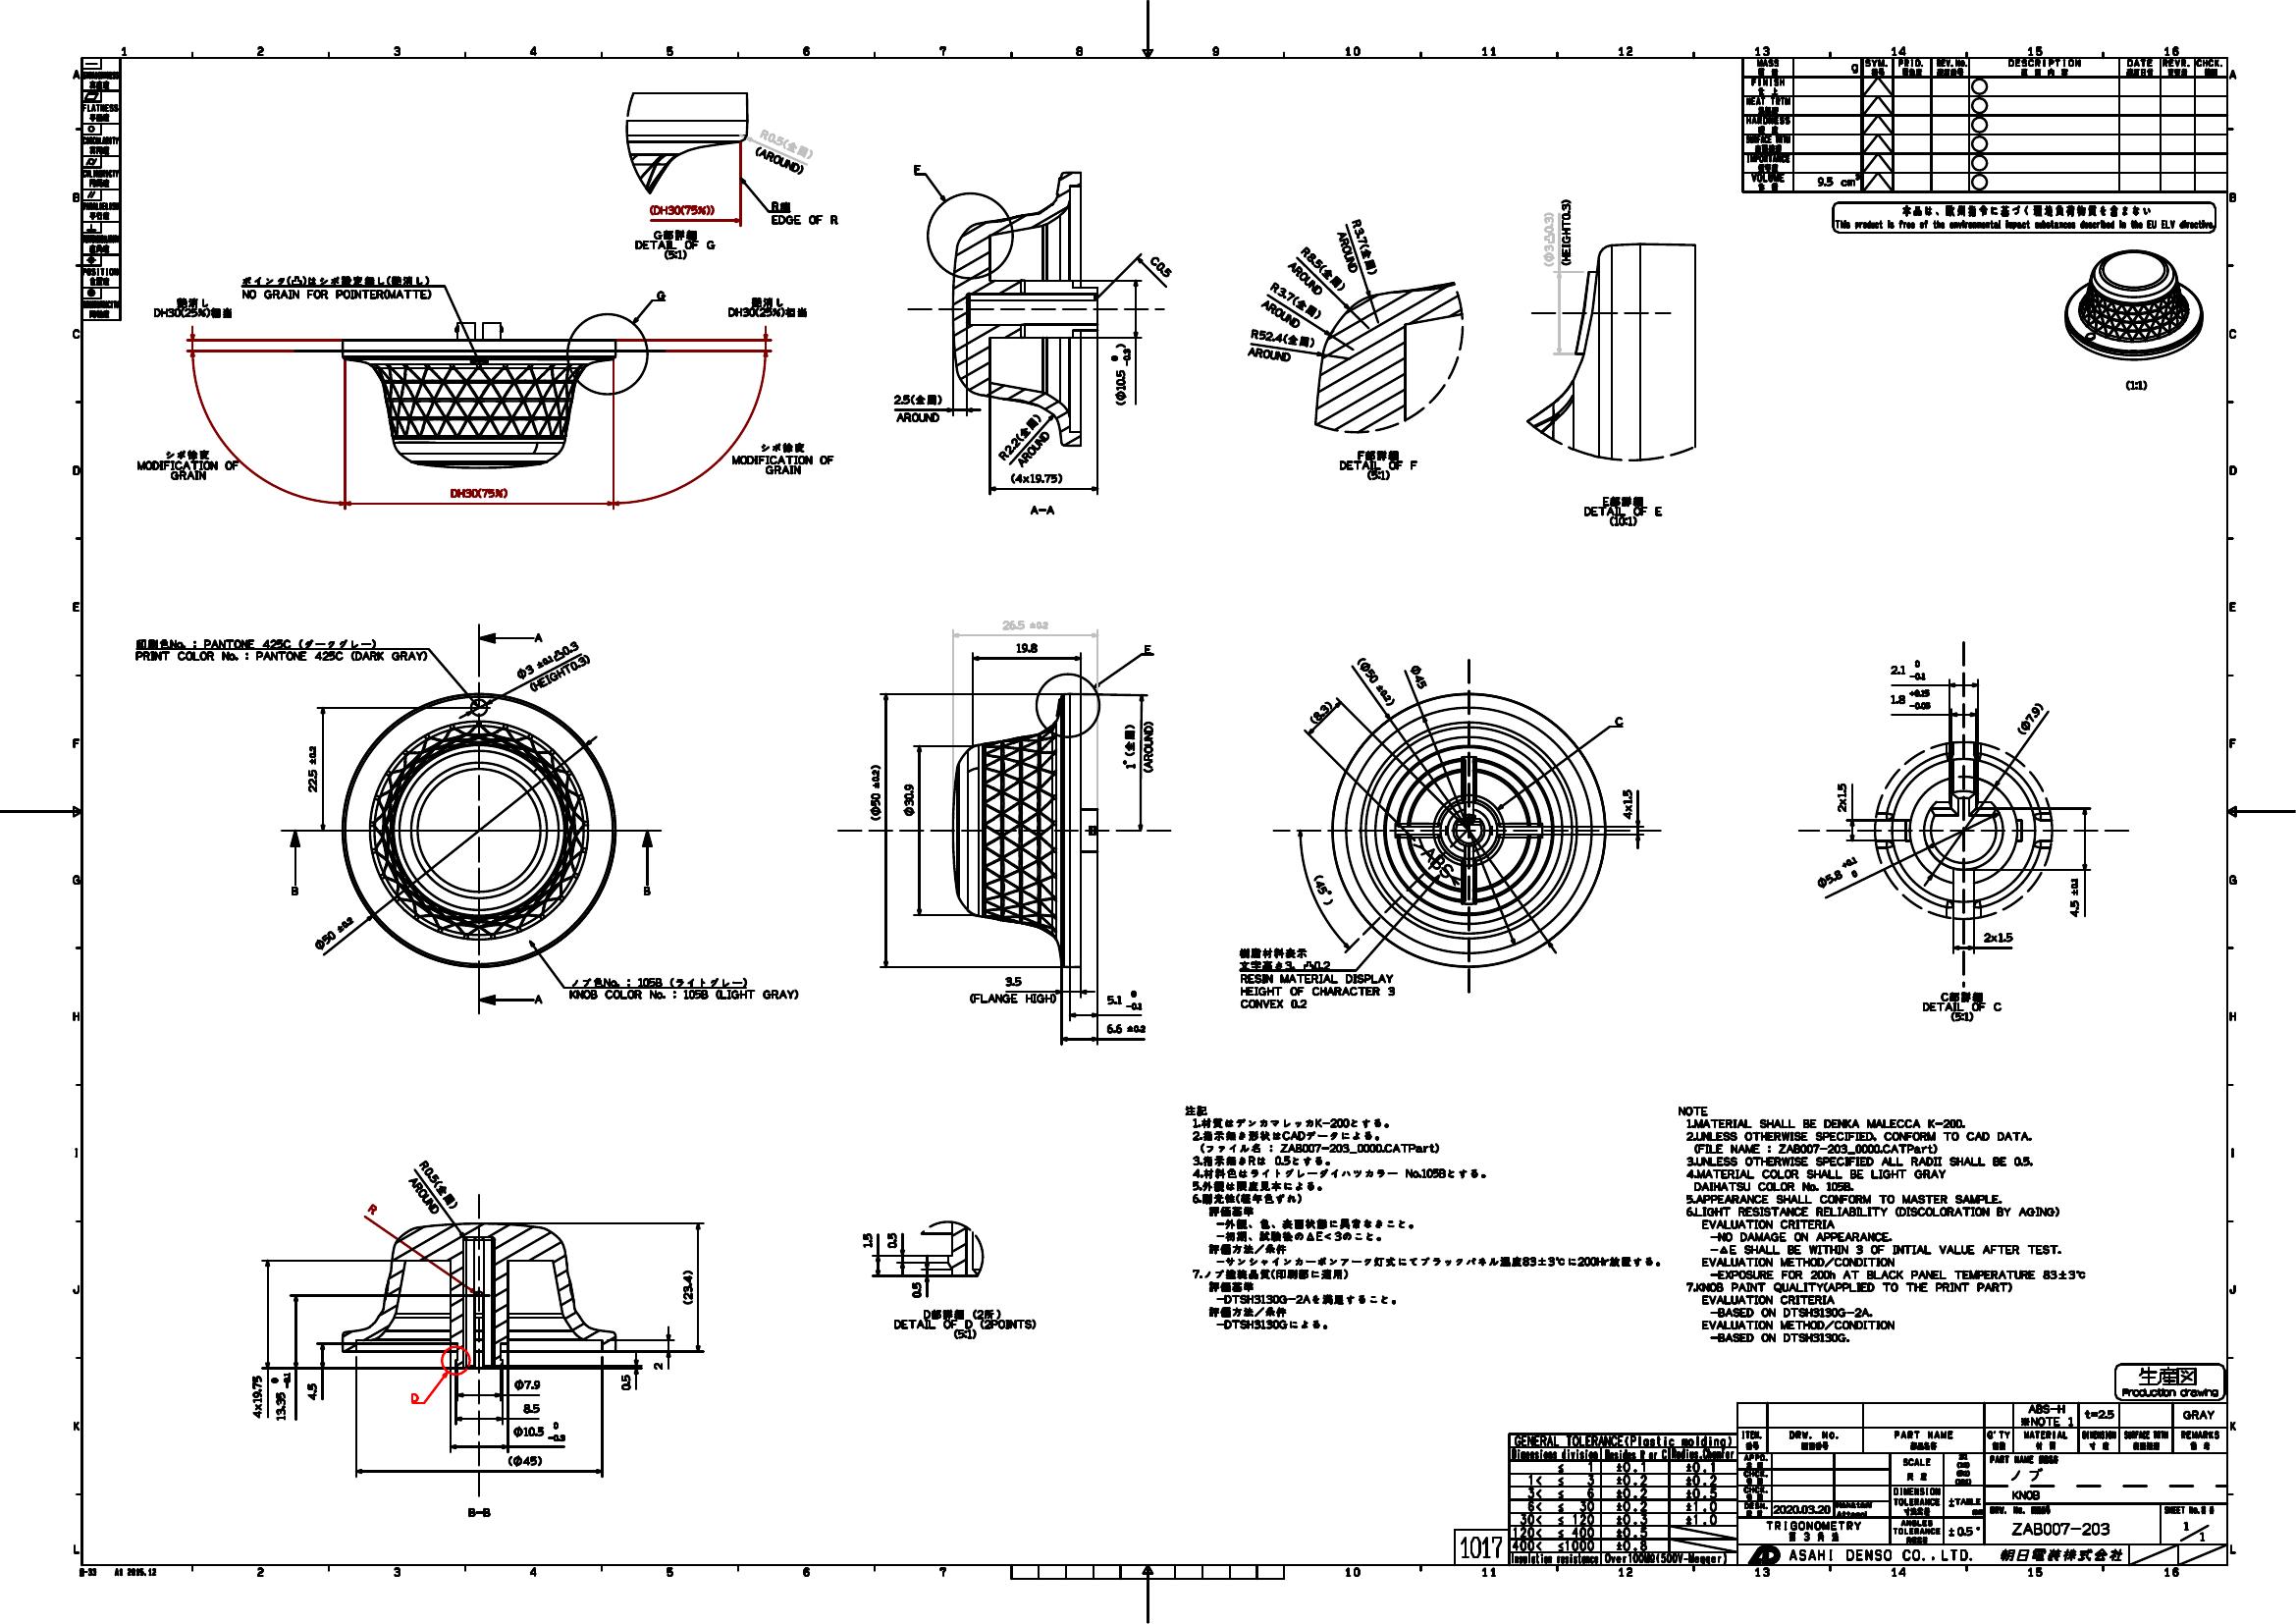 1 2 3 4 5 6 7 8 9 10 11 12 13 14 15 16
A
B
C
D
E
F
G
H
I
J
K
L
FLATNESS
POSITION
R0.5(全周)
(AROUND)
(DH30(75%))
R端
EDGE OF R
G部詳細
DETAIL OF G
(5:1)
ポインタ(凸)はシボ設定無し(艶消し)
NO GRAIN FOR POINTER(MATTE)
G
艶消し
DH30(25%)相当
艶消し
DH30(25%)相当
シボ徐変
MODIFICATION OF
GRAIN
シボ徐変
MODIFICATION OF
GRAIN
DH30(75%)
F
C0.5
(Φ10.5 0 -0.3)
2.5(全周)
AROUND
R2.2(全周)
AROUND
(4x19.75)
A-A
R3.7(全周)
AROUND
R8.5(全周)
AROUND
R3.7(全周)
AROUND
R52.4(全周)
AROUND
F部詳細
DETAIL OF F
(5:1)
(Φ3凸0.3)
(HEIGHT0.3)
E部詳細
DETAIL OF E
(10:1)
MASS
g
SYM.
PRID.
REV.No.
DESCRIPTION
DATE
REVR.
CHCK.
FINISH
HEAT TRTM
HARDNESS
IMPORTANCE
VOLUME
9.5 cm³
本品は、欧州指令に基づく環境負荷物質を含まない
This product is free of the environmental impact substances described in the EU ELV directive.
(1:1)
印刷色No. : PANTONE 425C (ダークグレー)
PRINT COLOR No. : PANTONE 425C (DARK GRAY)
A
Φ3 ±0.1凸0.3
(HEIGHT0.3)
22.5 ±0.2
B
B
Φ50 ±0.2
ノブ色No. : 105B (ライトグレー)
KNOB COLOR No. : 105B (LIGHT GRAY)
A
26.5 ±0.2
19.8
E
(Φ50 ±0.2)
Φ30.9
1° (全周)
(AROUND)
3.5
(FLANGE HIGH)
5.1 0 -0.1
6.6 ±0.2
(Φ50 ±0.2)
Φ45
(8.3)
C
4x1.5
(45°)
>ABS<
樹脂材料表示
文字高さ3、凸0.2
RESIN MATERIAL DISPLAY
HEIGHT OF CHARACTER 3
CONVEX 0.2
2.1 0 -0.1
1.8 +0.15 -0.05
(Φ7.9)
2x1.5
Φ5.8 +0.1 0
4.5 ±0.1
2x1.5
C部詳細
DETAIL OF C
(5:1)
R0.5(全周)
AROUND
R
(23.4)
4x19.75
13.35 0 -0.1
4.5
D
2
0.5
Φ7.9
8.5
Φ10.5 0 -0.3
(Φ45)
B-B
1.5
0.5
0.5
D部詳細 (2所)
DETAIL OF D (2POINTS)
(5:1)
注記
1.材質はデンカマレッカK-200とする。
2.指示無き形状はCADデータによる。
(ファイル名 : ZAB007-203_0000.CATPart)
3.指示無きRは 0.5とする。
4.材料色はライトグレーダイハツカラー No.105Bとする。
5.外観は限度見本による。
6.耐光性(経年色ずれ)
評価基準
-外観、色、表面状態に異常なきこと。
-初期、試験後のΔE<3のこと。
評価方法/条件
-サンシャインカーボンアーク灯式にてブラックパネル温度83±3℃に200Hr放置する。
7.ノブ塗装品質(印刷部に適用)
評価基準
-DTSH3130G-2Aを満足すること。
評価方法/条件
-DTSH3130Gによる。
NOTE
1.MATERIAL SHALL BE DENKA MALECCA K-200.
2.UNLESS OTHERWISE SPECIFIED, CONFORM TO CAD DATA.
(FILE NAME : ZAB007-203_0000.CATPart)
3.UNLESS OTHERWISE SPECIFIED ALL RADII SHALL BE 0.5.
4.MATERIAL COLOR SHALL BE LIGHT GRAY
DAIHATSU COLOR No. 105B.
5.APPEARANCE SHALL CONFORM TO MASTER SAMPLE.
6.LIGHT RESISTANCE RELIABILITY (DISCOLORATION BY AGING)
EVALUATION CRITERIA
-NO DAMAGE ON APPEARANCE.
-ΔE SHALL BE WITHIN 3 OF INTIAL VALUE AFTER TEST.
EVALUATION METHOD/CONDITION
-EXPOSURE FOR 200h AT BLACK PANEL TEMPERATURE 83±3℃
7.KNOB PAINT QUALITY(APPLIED TO THE PRINT PART)
EVALUATION CRITERIA
-BASED ON DTSH3130G-2A.
EVALUATION METHOD/CONDITION
-BASED ON DTSH3130G.
生産図
Production drawing
ABS-H
※NOTE 1
t=2.5
GRAY
ITEM.
DRW. No.
PART NAME
Q'TY
MATERIAL
DIMENSION
REMARKS
SCALE
PART NAME
ノブ
KNOB
DIMENSION
TOLERANCE
±TABLE
2020.03.20
TRIGONOMETRY
第 3 角 法
ANGLES
TOLERANCE
±0.5°
ZAB007-203
SHEET No.
1/1
ASAHI DENSO CO.,LTD. 朝日電装株式会社
1017
GENERAL TOLERANCE(Plastic molding)
Dimensions division Besides R or C Radius.Chamfer
≤ 1 ±0.1 ±0.1
1< ≤ 3 ±0.2 ±0.2
3< ≤ 6 ±0.2 ±0.5
6< ≤ 30 ±0.2 ±1.0
30< ≤ 120 ±0.3 ±1.0
120< ≤ 400 ±0.5
400< ≤1000 ±0.8
Insulation resistance Over100MΩ(500V-Megger)
A1 2015.12
1 2 3 4 5 6 7 10 11 12 13 14 15 16